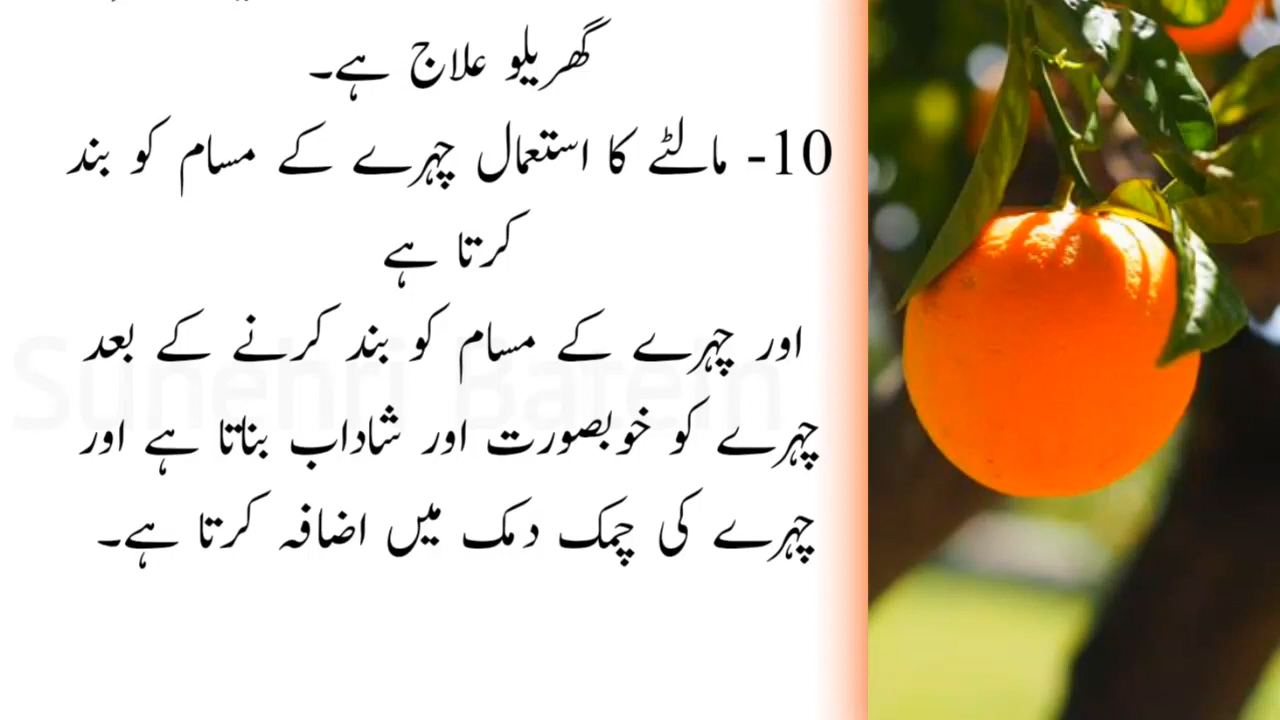 گھریلو علاج ہے۔
10- مالٹے کا استعمال چہرے کے مسام کو بند
کرتا ہے
اور چہرے کے مسام کو بند کرنے کے بعد
Sunehri Batein
چہرے کو خوبصورت اور شاداب بناتا ہے اور
چہرے کی چمک دمک میں اضافہ کرتا ہے۔